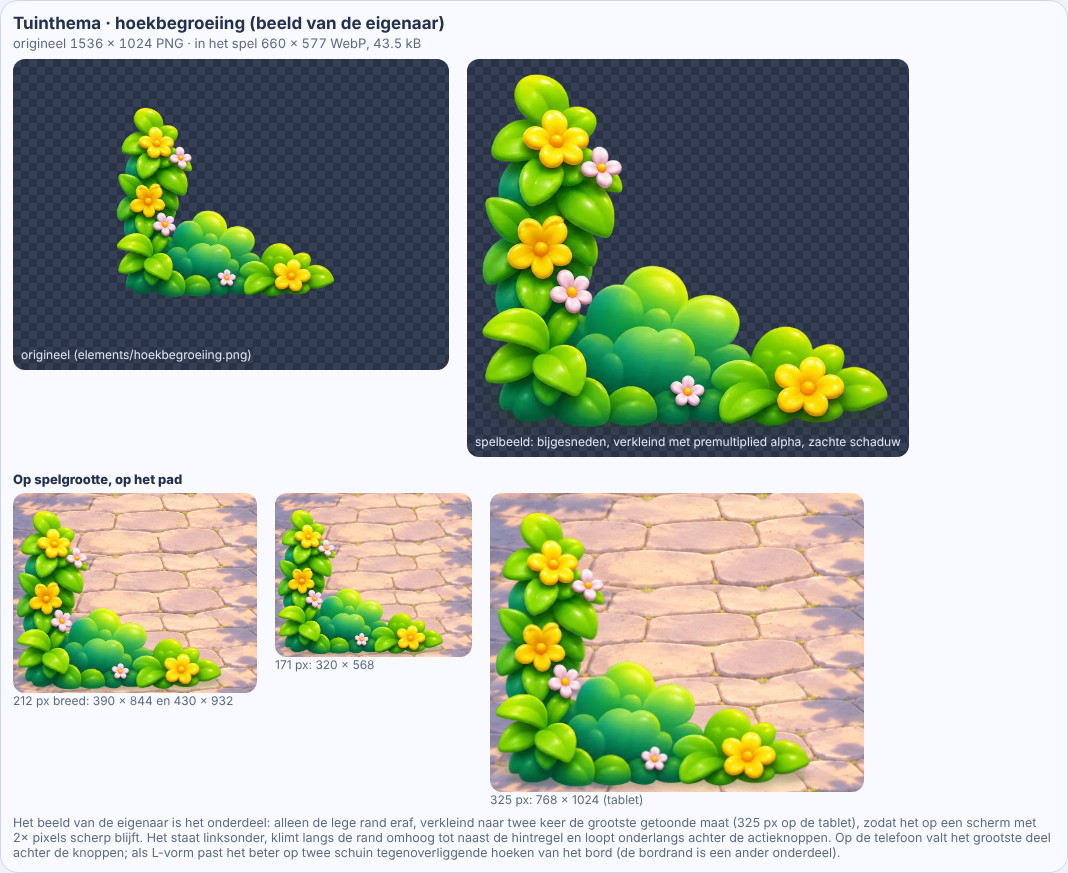 Tuinthema · hoekbegroeiing (beeld van de eigenaar)
origineel 1536 × 1024 PNG · in het spel 660 × 577 WebP, 43.5 kB
origineel (elements/hoekbegroeiing.png)
spelbeeld: bijgesneden, verkleind met premultiplied alpha, zachte schaduw
Op spelgrootte, op het pad
212 px breed: 390 × 844 en 430 × 932
171 px: 320 × 568
325 px: 768 × 1024 (tablet)
Het beeld van de eigenaar is het onderdeel: alleen de lege rand eraf, verkleind naar twee keer de grootste getoonde maat (325 px op de tablet), zodat het op een scherm met
2× pixels scherp blijft. Het staat linksonder, klimt langs de rand omhoog tot naast de hintregel en loopt onderlangs achter de actieknoppen. Op de telefoon valt het grootste deel
achter de knoppen; als L-vorm past het beter op twee schuin tegenoverliggende hoeken van het bord (de bordrand is een ander onderdeel).